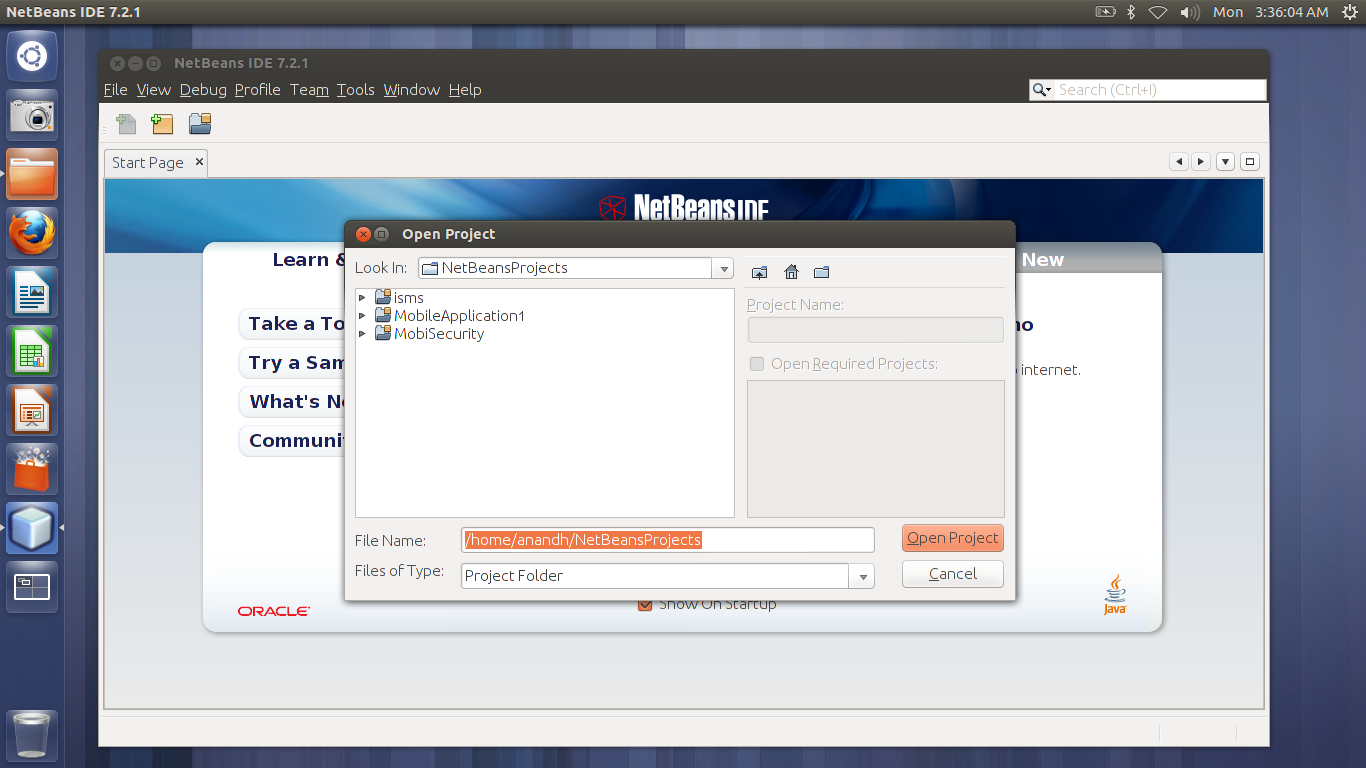 NetBeans IDE 7.2.1
Mon 3:36:04 AM
NetBeans IDE 7.2.1
File View Debug Profile Team Tools Window Help
Search (Ctrl+I)
Start Page
NetBeans IDE
Open Project
Learn &
New
Look In: NetBeansProjects
isms
MobileApplication1
MobiSecurity
Project Name:
Open Required Projects:
Take a To
Try a Sam
What's Ne
Communit
internet.
File Name: /home/anandh/NetBeansProjects
Open Project
Files of Type: Project Folder
Cancel
Show On Startup
ORACLE
Java